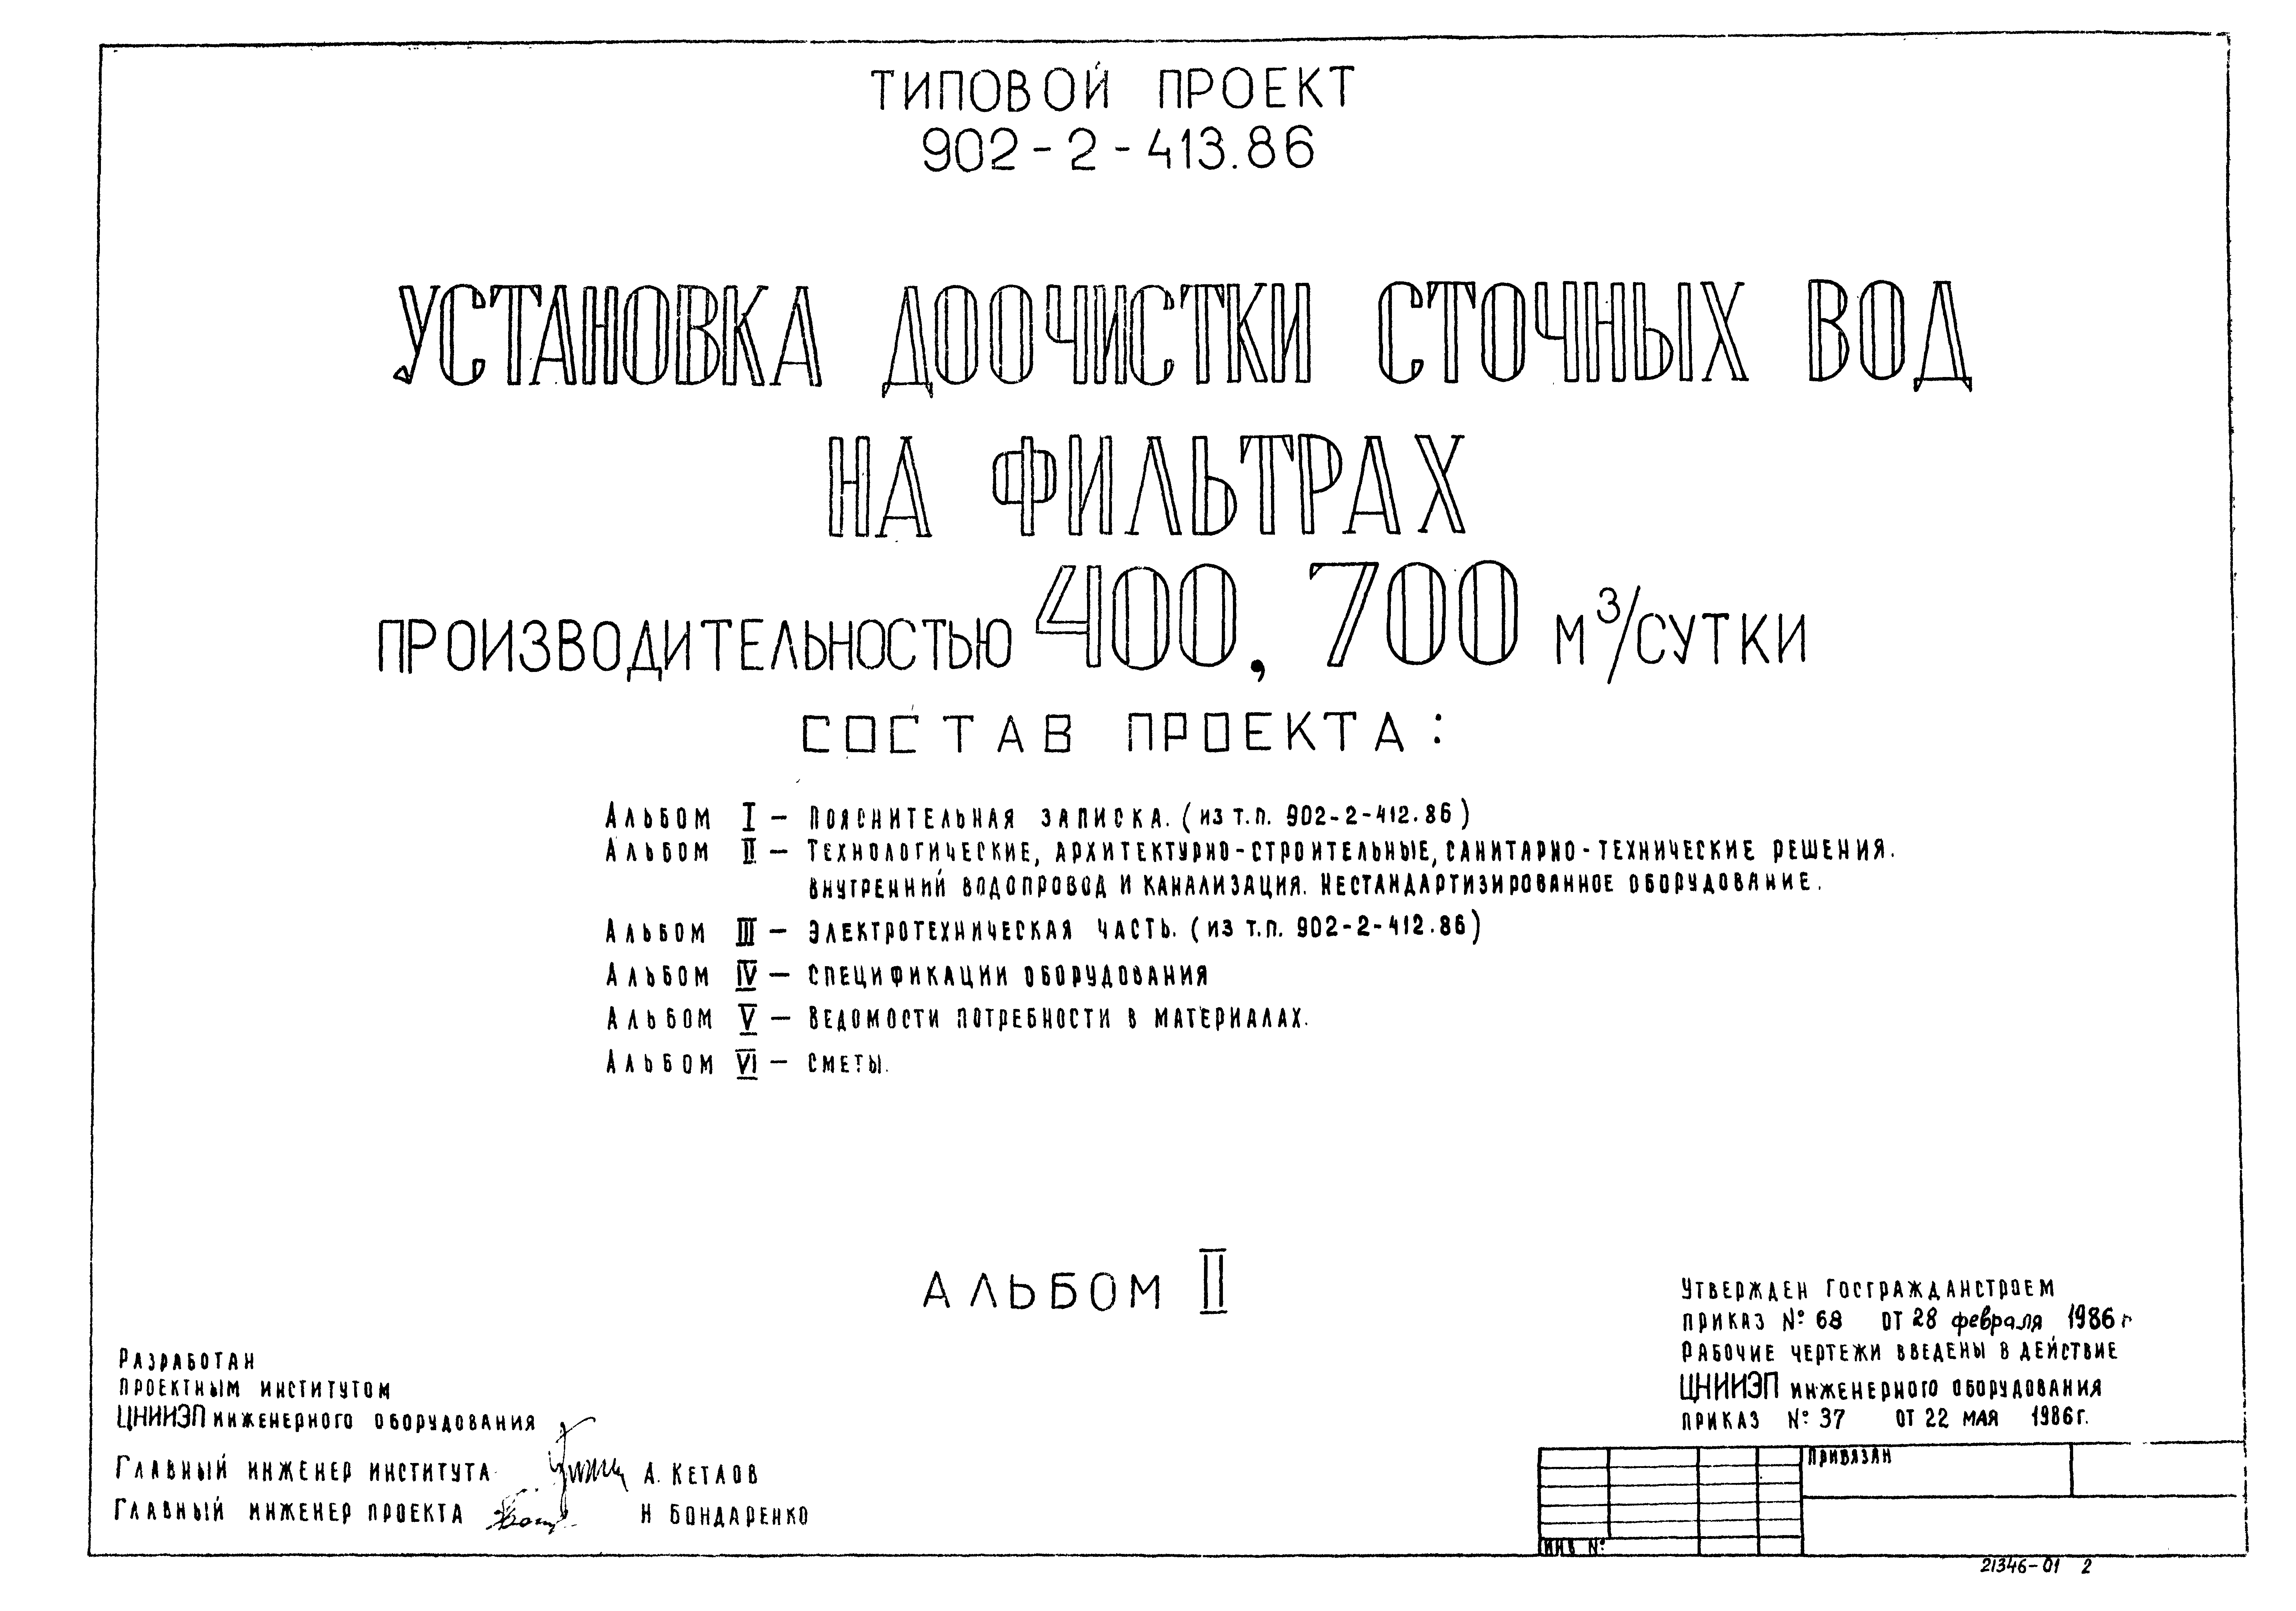 ТИПОВОЙ ПРОЕКТ
902-2-413.86
УСТАНОВКА ДООЧИСТКИ СТОЧНЫХ ВОД
НА ФИЛЬТРАХ
ПРОИЗВОДИТЕЛЬНОСТЬЮ 400, 700 М³/СУТКИ
СОСТАВ ПРОЕКТА:
АЛЬБОМ I – ПОЯСНИТЕЛЬНАЯ ЗАПИСКА. (ИЗ Т.П. 902-2-412.86)
АЛЬБОМ II – ТЕХНОЛОГИЧЕСКИЕ, АРХИТЕКТУРНО-СТРОИТЕЛЬНЫЕ, САНИТАРНО-ТЕХНИЧЕСКИЕ РЕШЕНИЯ.
ВНУТРЕННИЙ ВОДОПРОВОД И КАНАЛИЗАЦИЯ. НЕСТАНДАРТИЗИРОВАННОЕ ОБОРУДОВАНИЕ.
АЛЬБОМ III – ЭЛЕКТРОТЕХНИЧЕСКАЯ ЧАСТЬ. (ИЗ Т.П. 902-2-412.86)
АЛЬБОМ IV – СПЕЦИФИКАЦИИ ОБОРУДОВАНИЯ
АЛЬБОМ V – ВЕДОМОСТИ ПОТРЕБНОСТИ В МАТЕРИАЛАХ.
АЛЬБОМ VI – СМЕТЫ.
АЛЬБОМ II
РАЗРАБОТАН
ПРОЕКТНЫМ ИНСТИТУТОМ
ЦНИИЭП ИНЖЕНЕРНОГО ОБОРУДОВАНИЯ
ГЛАВНЫЙ ИНЖЕНЕР ИНСТИТУТА А. КЕТАОВ
ГЛАВНЫЙ ИНЖЕНЕР ПРОЕКТА Н БОНДАРЕНКО
УТВЕРЖДЕН ГОСГРАЖДАНСТРОЕМ
ПРИКАЗ № 68 ОТ 28 февраля 1986 г
РАБОЧИЕ ЧЕРТЕЖИ ВВЕДЕНЫ В ДЕЙСТВИЕ
ЦНИИЭП ИНЖЕНЕРНОГО ОБОРУДОВАНИЯ
ПРИКАЗ № 37 ОТ 22 МАЯ 1986 Г.
ПРИВЯЗАН
ИНВ №
21346-01 2